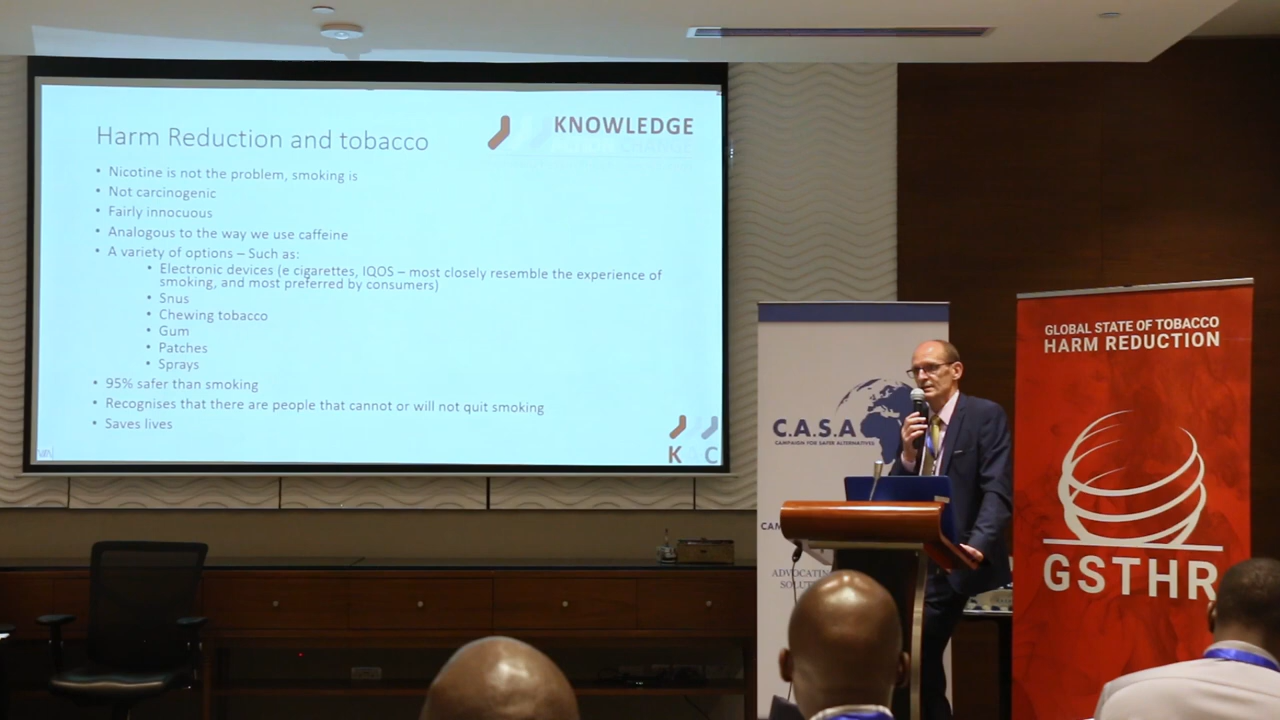 Harm Reduction and tobacco
KNOWLEDGE
• Nicotine is not the problem, smoking is
• Not carcinogenic
• Fairly innocuous
• Analogous to the way we use caffeine
• A variety of options – Such as:
• Electronic devices (e cigarettes, IQOS – most closely resemble the experience of
smoking, and most preferred by consumers)
• Snus
• Chewing tobacco
• Gum
• Patches
• Sprays
• 95% safer than smoking
• Recognises that there are people that cannot or will not quit smoking
• Saves lives
K C
C.A.S.A
CAMPAIGN FOR SAFER ALTERNATIVES
GLOBAL STATE OF TOBACCO
HARM REDUCTION
GSTHR